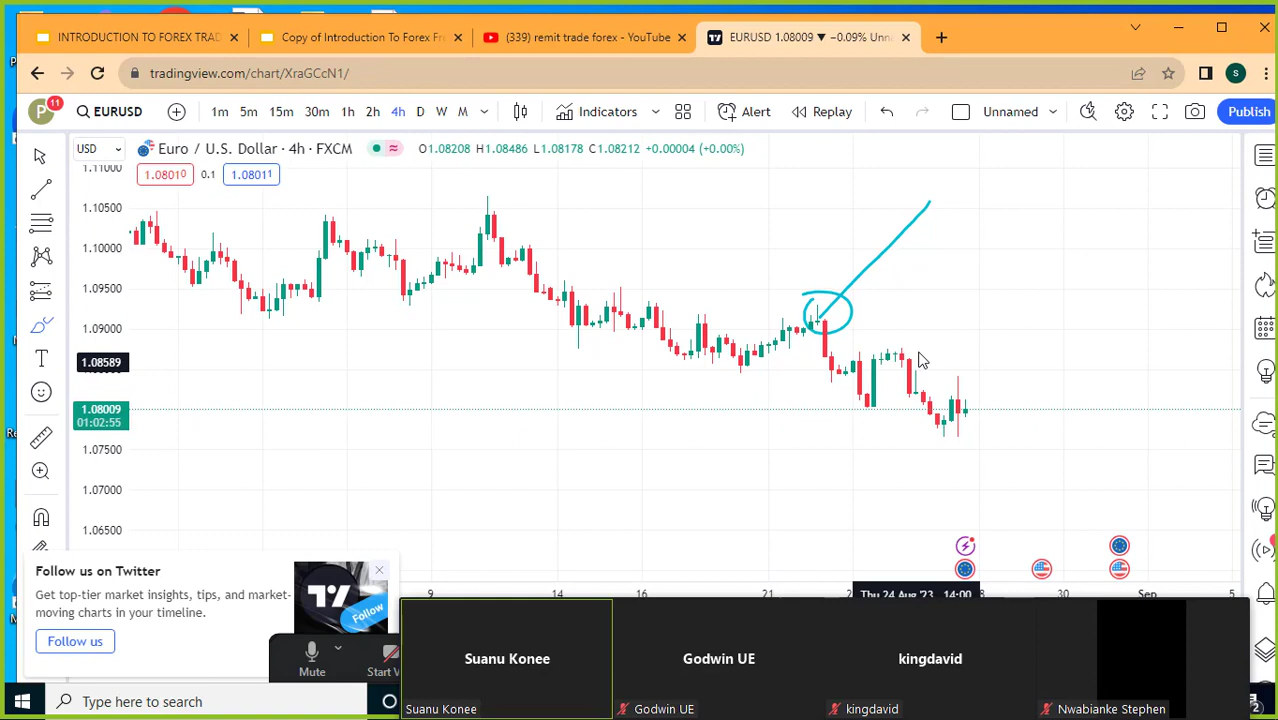 INTRODUCTION TO FOREX TRAD
Copy of Introduction To Forex Fr
(339) remit trade forex - YouTube
EURUSD 1.08009 ▼ −0.09% Unna
tradingview.com/chart/XraGCcN1/
S
P
11
EURUSD
1m 5m 15m 30m 1h 2h 4h D W M
Indicators
Alert
Replay
Unnamed
Publish
USD
Euro / U.S. Dollar · 4h · FXCM
O1.08208 H1.08486 L1.08178 C1.08212 +0.00004 (+0.00%)
1.11000
1.08010
0.1
1.08011
1.10500
1.10000
1.09500
1.09000
1.08589
1.08009
01:02:55
1.07500
1.07000
1.06500
Follow us on Twitter
Get top-tier market insights, tips, and market-
moving charts in your timeline.
Follow us
Follow
9 14 16 21 Thu 24 Aug '23 14:00 28 30 Sep 5
Mute
Start V
Suanu Konee
Godwin UE
kingdavid
Suanu Konee
Godwin UE
kingdavid
Nwabianke Stephen
Type here to search
2